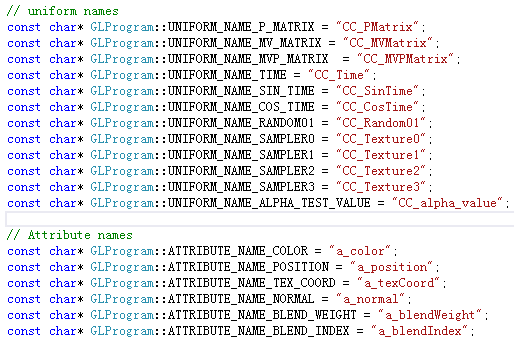 // uniform names
const char* GLProgram::UNIFORM_NAME_P_MATRIX = "CC_PMatrix";
const char* GLProgram::UNIFORM_NAME_MV_MATRIX = "CC_MVMatrix";
const char* GLProgram::UNIFORM_NAME_MVP_MATRIX  = "CC_MVPMatrix";
const char* GLProgram::UNIFORM_NAME_TIME = "CC_Time";
const char* GLProgram::UNIFORM_NAME_SIN_TIME = "CC_SinTime";
const char* GLProgram::UNIFORM_NAME_COS_TIME = "CC_CosTime";
const char* GLProgram::UNIFORM_NAME_RANDOM01 = "CC_Random01";
const char* GLProgram::UNIFORM_NAME_SAMPLER0 = "CC_Texture0";
const char* GLProgram::UNIFORM_NAME_SAMPLER1 = "CC_Texture1";
const char* GLProgram::UNIFORM_NAME_SAMPLER2 = "CC_Texture2";
const char* GLProgram::UNIFORM_NAME_SAMPLER3 = "CC_Texture3";
const char* GLProgram::UNIFORM_NAME_ALPHA_TEST_VALUE = "CC_alpha_value";
// Attribute names
const char* GLProgram::ATTRIBUTE_NAME_COLOR = "a_color";
const char* GLProgram::ATTRIBUTE_NAME_POSITION = "a_position";
const char* GLProgram::ATTRIBUTE_NAME_TEX_COORD = "a_texCoord";
const char* GLProgram::ATTRIBUTE_NAME_NORMAL = "a_normal";
const char* GLProgram::ATTRIBUTE_NAME_BLEND_WEIGHT = "a_blendWeight";
const char* GLProgram::ATTRIBUTE_NAME_BLEND_INDEX = "a_blendIndex";